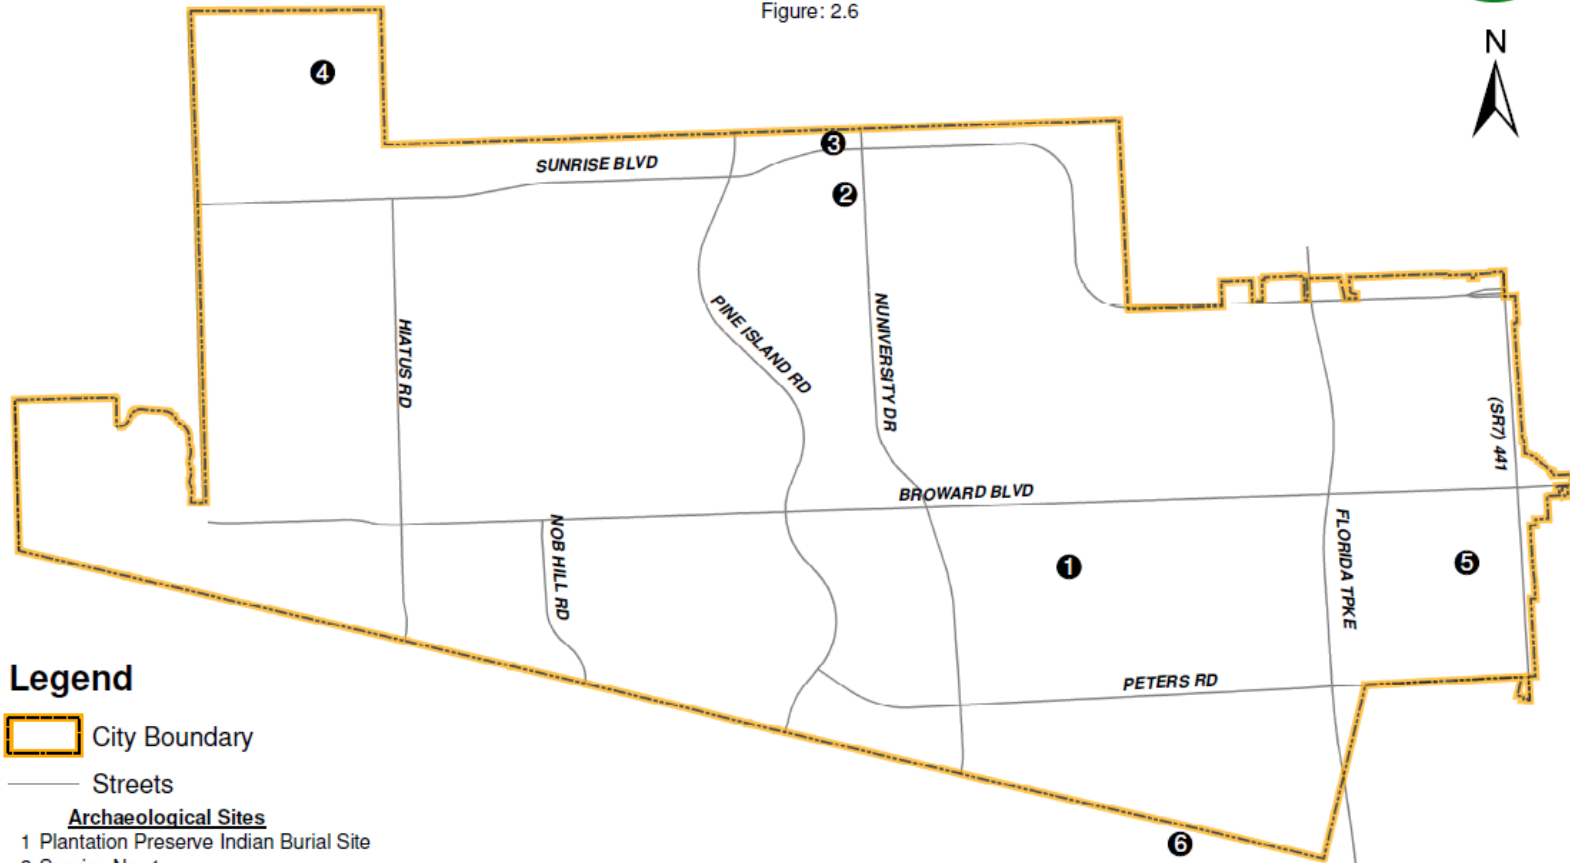 Figure: 2.6
N
4
3
SUNRISE BLVD
2
PINE ISLAND RD
NUNIVERSITY DR
HIATUS RD
(SR7) 441
BROWARD BLVD
NOB HILL RD
FLORIDA TPKE
1
5
PETERS RD
6
Legend
City Boundary
Streets
Archaeological Sites
1 Plantation Preserve Indian Burial Site